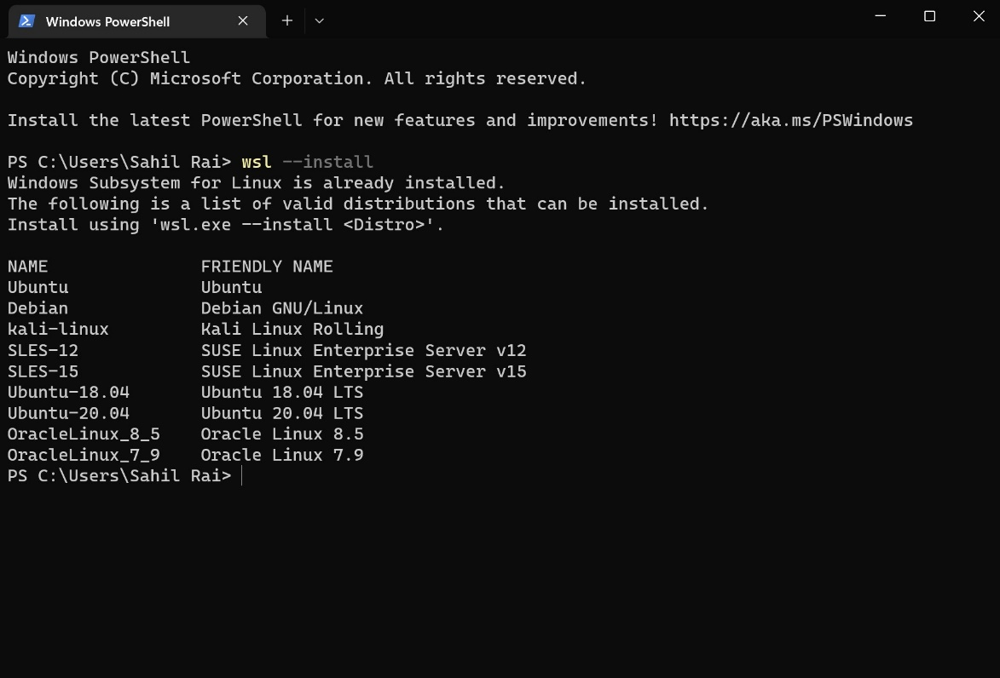 Windows PowerShell
Windows PowerShell
Copyright (C) Microsoft Corporation. All rights reserved.
Install the latest PowerShell for new features and improvements! https://aka.ms/PSWindows
PS C:\Users\Sahil Rai> wsl --install
Windows Subsystem for Linux is already installed.
The following is a list of valid distributions that can be installed.
Install using 'wsl.exe --install <Distro>'.
NAME FRIENDLY NAME
Ubuntu Ubuntu
Debian Debian GNU/Linux
kali-linux Kali Linux Rolling
SLES-12 SUSE Linux Enterprise Server v12
SLES-15 SUSE Linux Enterprise Server v15
Ubuntu-18.04 Ubuntu 18.04 LTS
Ubuntu-20.04 Ubuntu 20.04 LTS
OracleLinux_8_5 Oracle Linux 8.5
OracleLinux_7_9 Oracle Linux 7.9
PS C:\Users\Sahil Rai>